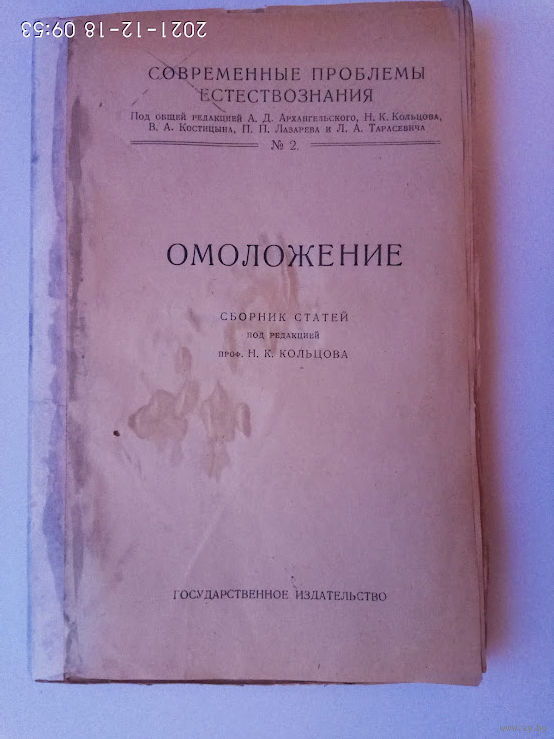 2021-12-12-18 09:53
СОВРЕМЕННЫЕ ПРОБЛЕМЫ
ЕСТЕСТВОЗНАНИЯ
Под общей редакцией А. Д. Архангельского, Н. К. Кольцова,
В. А. Костицына, П. П. Лазарева и Л. А. Тарасевича
№ 2.
ОМОЛОЖЕНИЕ
СБОРНИК СТАТЕЙ
ПОД РЕДАКЦИЕЙ
ПРОФ. Н. К. КОЛЬЦОВА
ГОСУДАРСТВЕННОЕ ИЗДАТЕЛЬСТВО